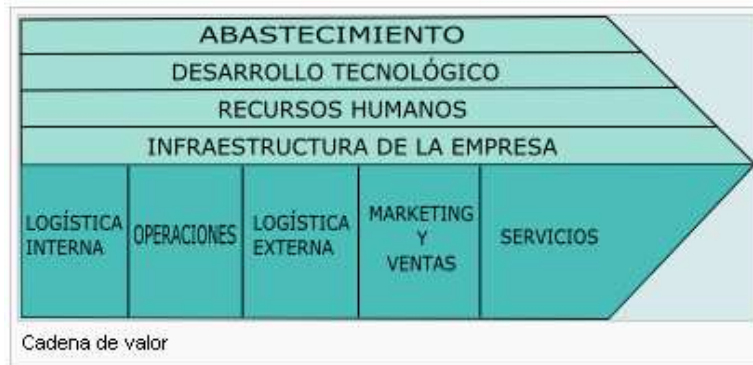 ABASTECIMIENTO
DESARROLLO TECNOLÓGICO
RECURSOS HUMANOS
INFRAESTRUCTURA DE LA EMPRESA
LOGÍSTICA
INTERNA
OPERACIONES
LOGÍSTICA
EXTERNA
MARKETING
Y
VENTAS
SERVICIOS
Cadena de valor